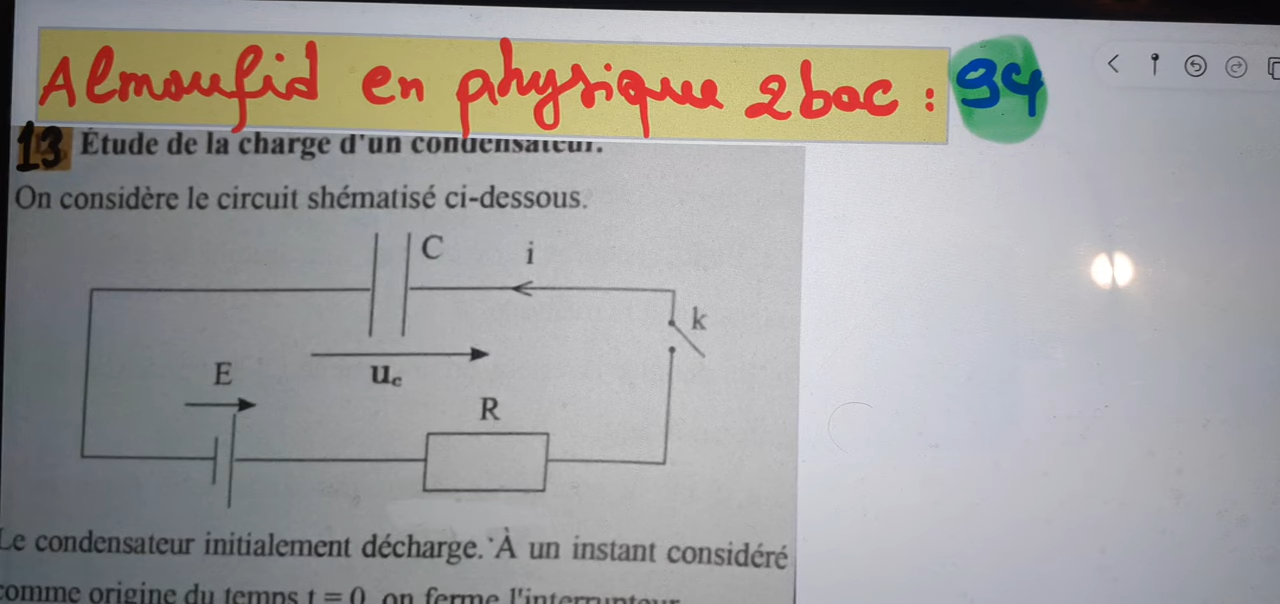 Almoufid en physique 2bac : 94
13 Étude de la charge d'un condensateur.
On considère le circuit shématisé ci-dessous.
C
i
k
E
u_c
R
Le condensateur initialement décharge. À un instant considéré
comme origine du temps t = 0, on ferme l'interrupteur